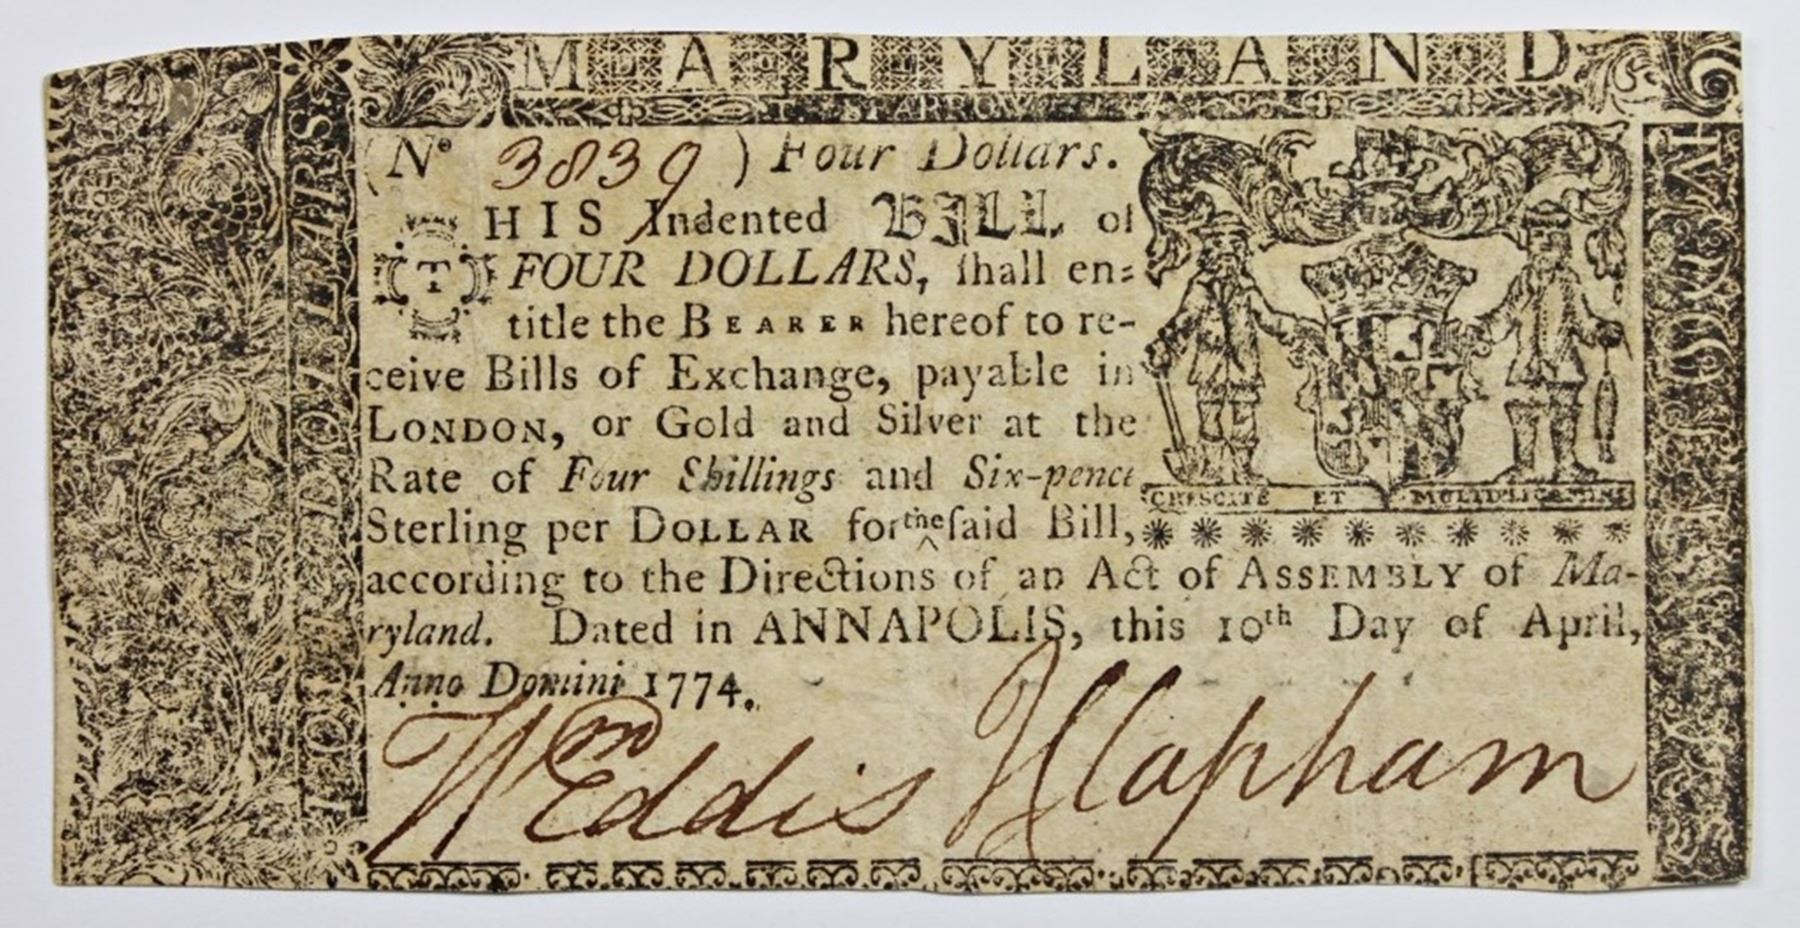 MARYLAND
T. SPARROW
FOUR DOLLARS.
(No 3839) Four Dollars.
THIS Indented BILL of
FOUR DOLLARS, ſhall en-
title the BEARER hereof to re-
ceive Bills of Exchange, payable in
LONDON, or Gold and Silver at the
Rate of Four Shillings and Six-pence
Sterling per DOLLAR for the ſaid Bill,
CRESCITE ET MULTIPLICAMINI
according to the Directions of an Act of ASSEMBLY of Ma-
ryland. Dated in ANNAPOLIS, this 10th Day of April,
Anno Domini 1774.
Wm Eddis J Clapham